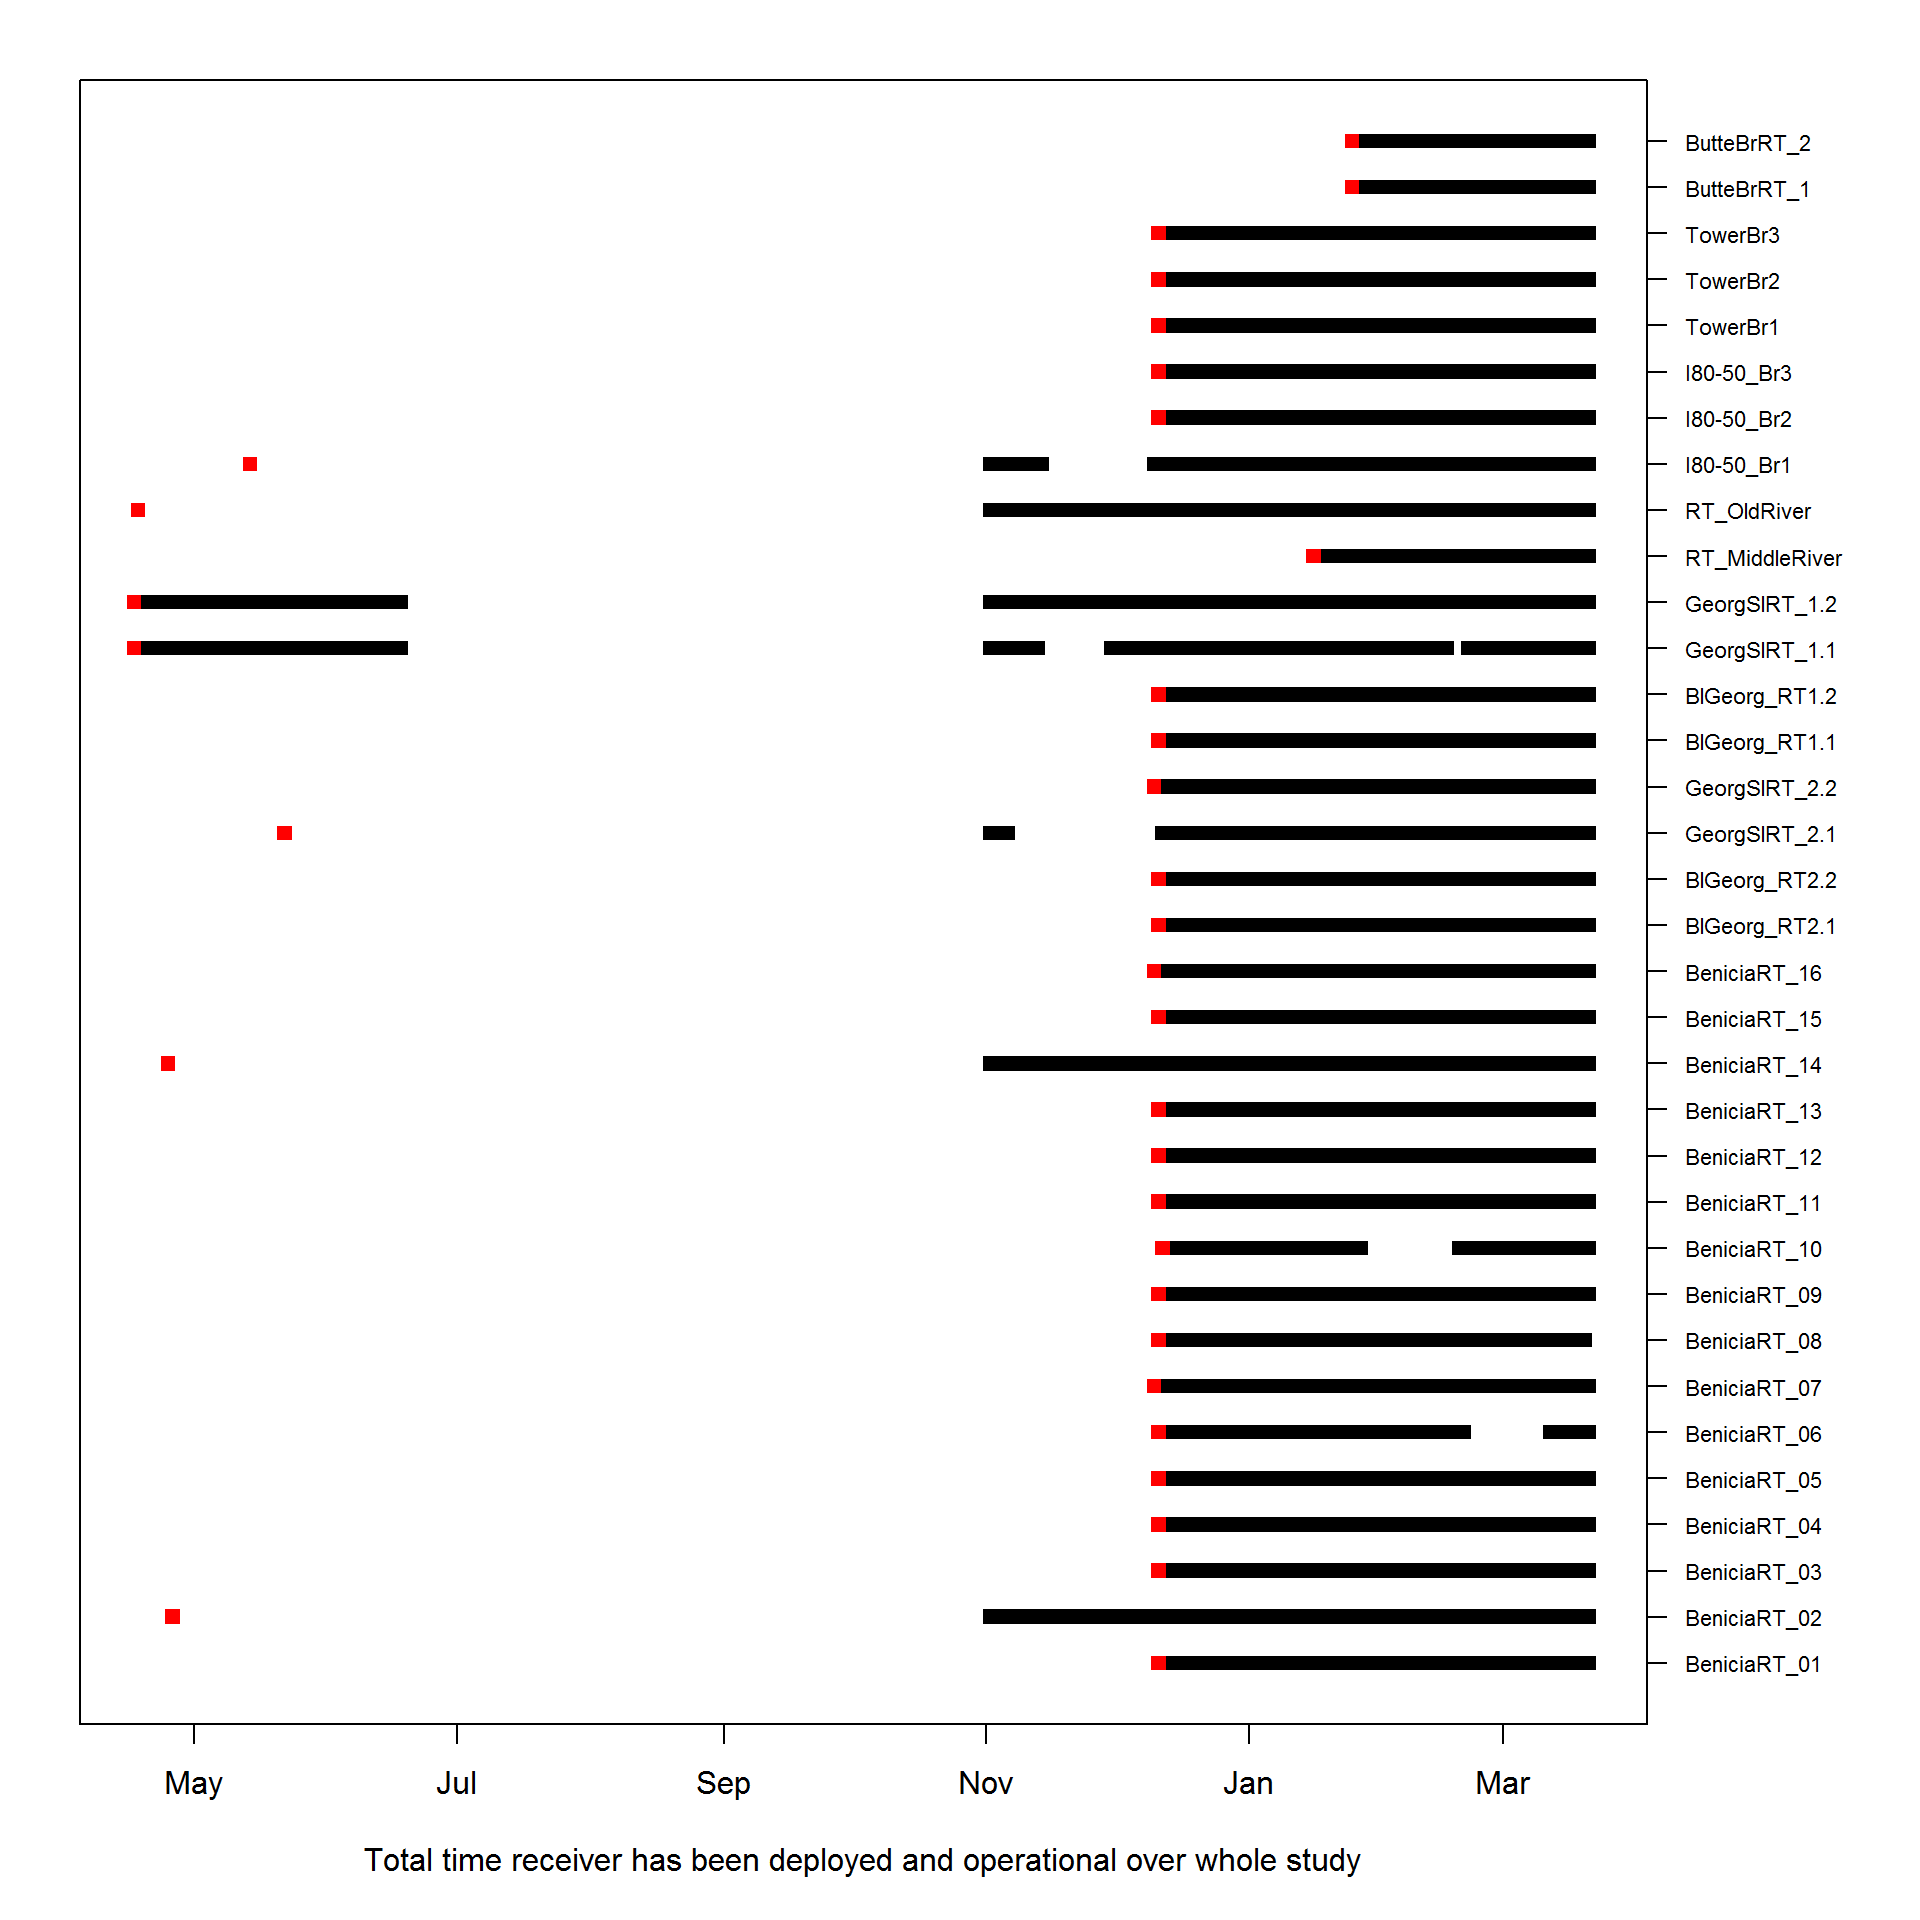 ButteBrRT_2
ButteBrRT_1
TowerBr3
TowerBr2
TowerBr1
I80-50_Br3
I80-50_Br2
I80-50_Br1
RT_OldRiver
RT_MiddleRiver
GeorgSlRT_1.2
GeorgSlRT_1.1
BlGeorg_RT1.2
BlGeorg_RT1.1
GeorgSlRT_2.2
GeorgSlRT_2.1
BlGeorg_RT2.2
BlGeorg_RT2.1
BeniciaRT_16
BeniciaRT_15
BeniciaRT_14
BeniciaRT_13
BeniciaRT_12
BeniciaRT_11
BeniciaRT_10
BeniciaRT_09
BeniciaRT_08
BeniciaRT_07
BeniciaRT_06
BeniciaRT_05
BeniciaRT_04
BeniciaRT_03
BeniciaRT_02
BeniciaRT_01
May Jul Sep Nov Jan Mar
Total time receiver has been deployed and operational over whole study